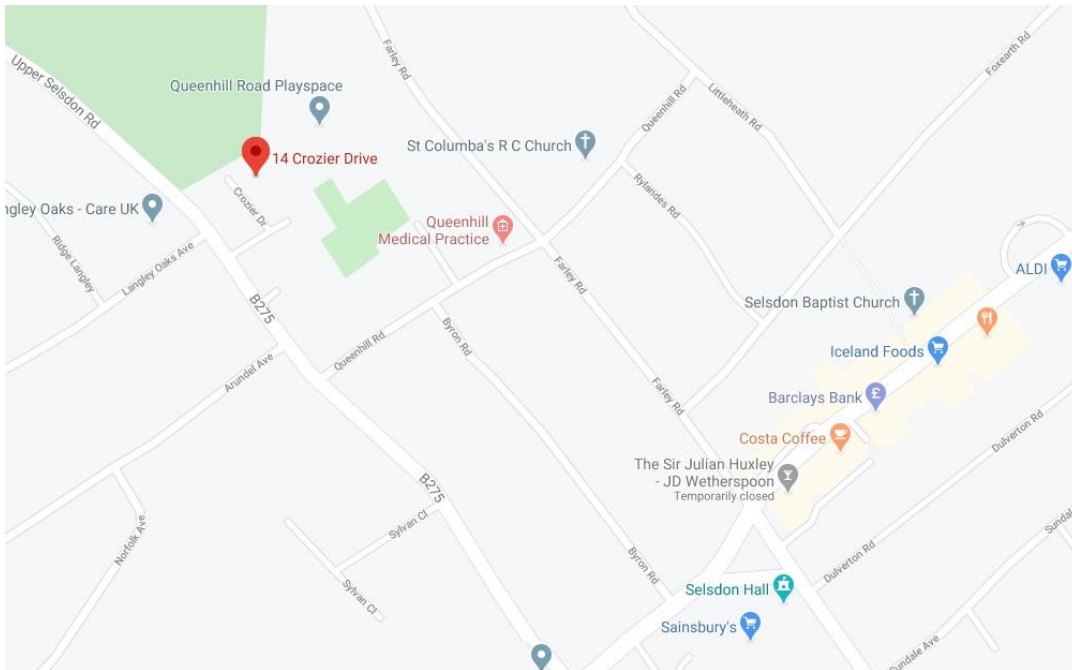 Upper Selsdon Rd
Farley Rd
Foxearth Rd
Queenhill Road Playspace
Littleheath Rd
Queenhill Rd
St Columba's R C Church
14 Crozier Drive
Rylandes Rd
Crozier Dr
ngley Oaks - Care UK
Queenhill
Medical Practice
Ridge Langley
Langley Oaks Ave
Farley Rd
ALDI
B275
Selsdon Baptist Church
Queenhill Rd
Byron Rd
Iceland Foods
Arundel Ave
Farley Rd
Barclays Bank
£
Costa Coffee
Dulverton Rd
The Sir Julian Huxley
- JD Wetherspoon
Temporarily closed
B275
Sylvan Cl
Norfolk Ave
Byron Rd
Dulverton Rd
Sunda
Sylvan Cl
Selsdon Hall
Sainsbury's
undale Ave